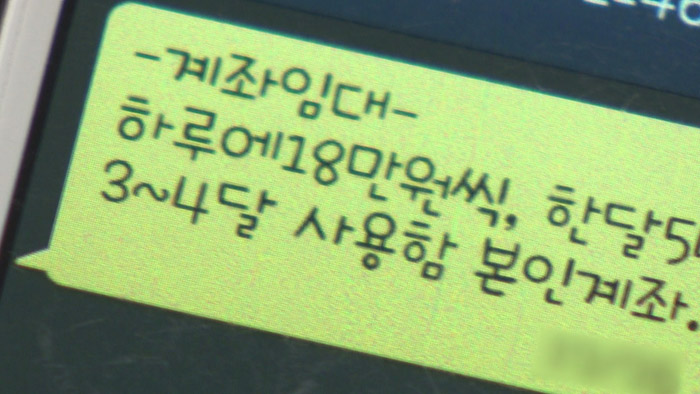 -계좌임대-
하루에18만원씩, 한달5
3~4달 사용함 본인계좌.